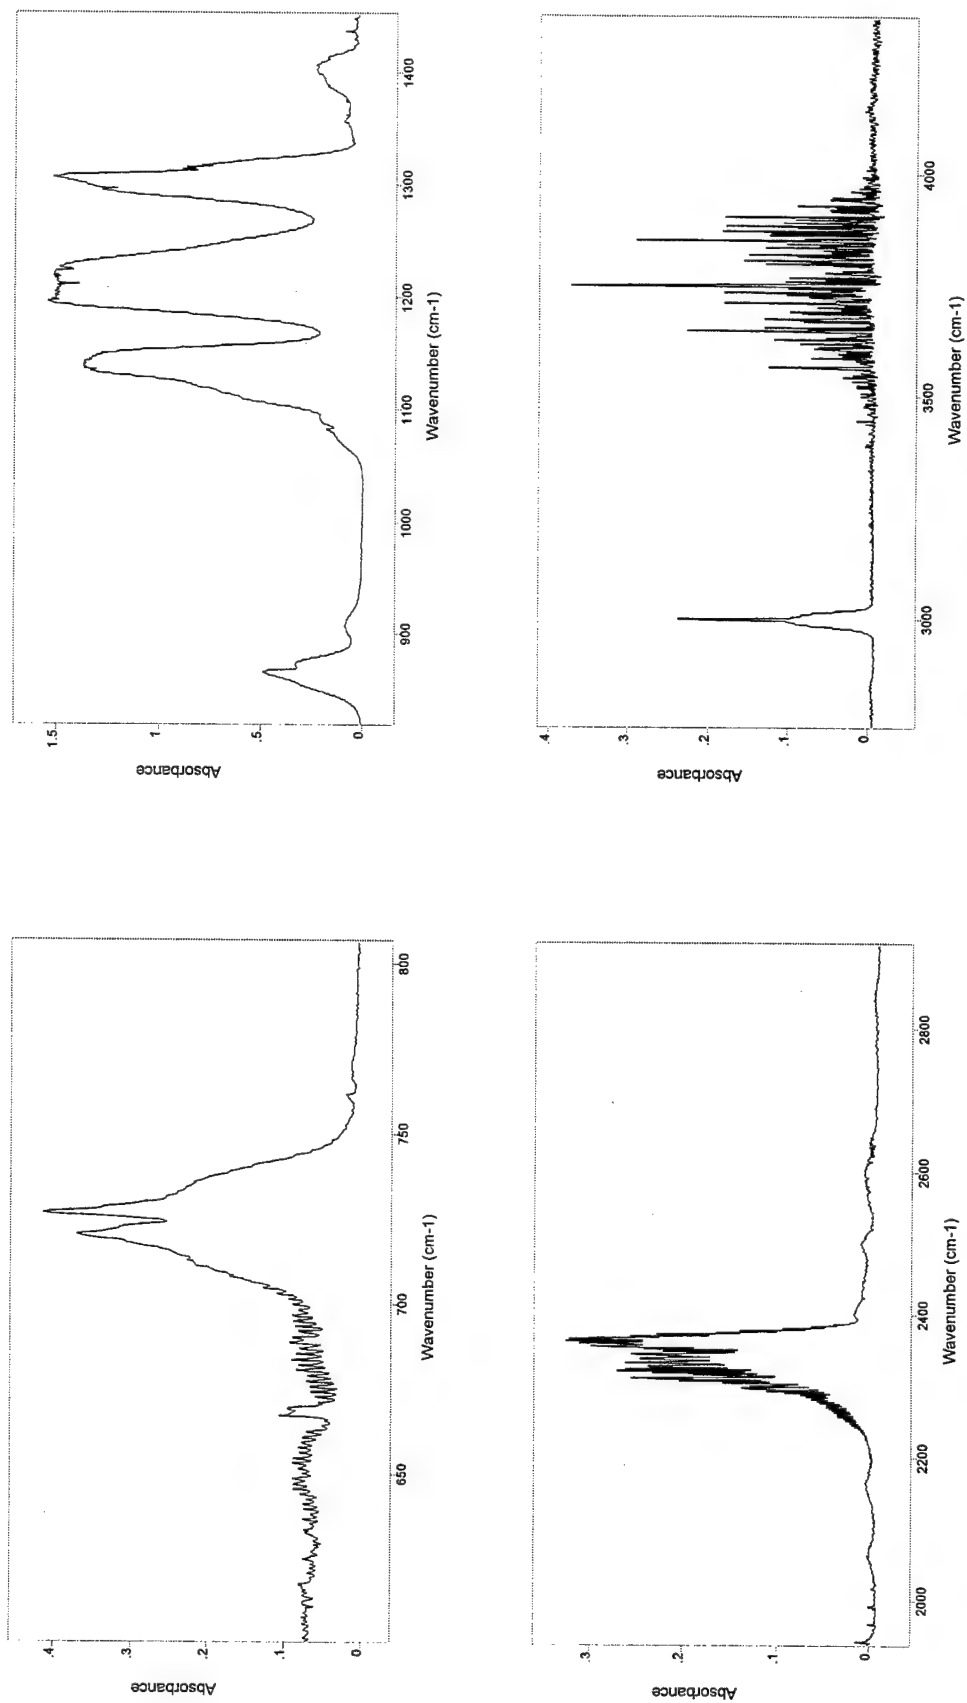 Absorbance
.4
.3
.2
.1
0
650 700 750 800
Wavenumber (cm-1)
Absorbance
1.5
1
.5
0
900 1000 1100 1200 1300 1400
Wavenumber (cm-1)
Absorbance
.3
.2
.1
0
2000 2200 2400 2600 2800
Wavenumber (cm-1)
Absorbance
.4
.3
.2
.1
0
3000 3500 4000
Wavenumber (cm-1)